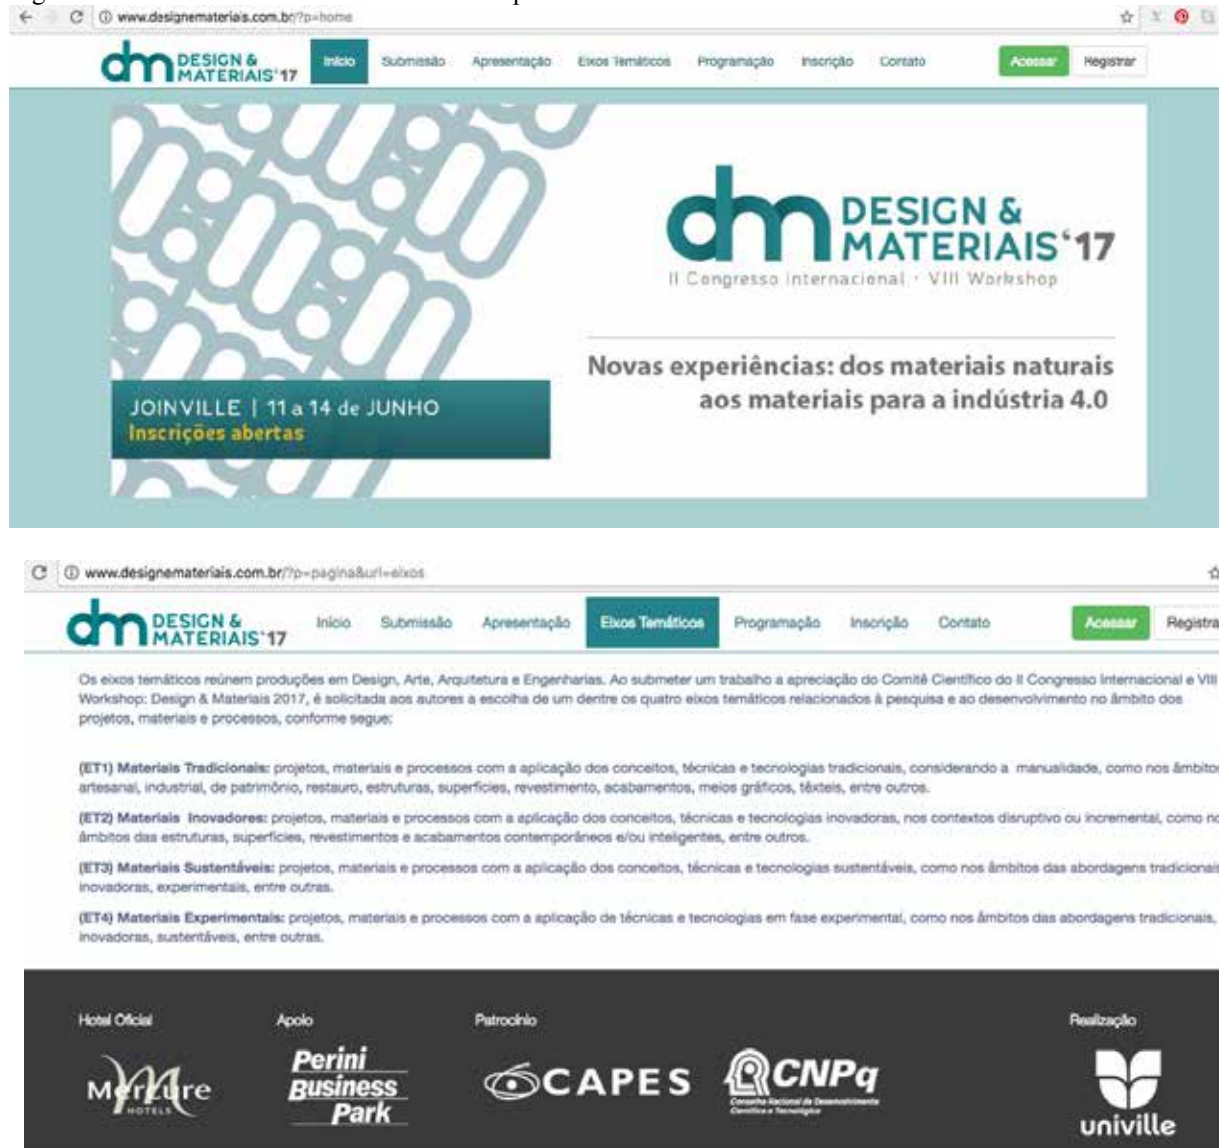 www.designemateriais.com.br/?p=home
dm DESIGN & MATERIAIS'17 Início Submissão Apresentação Eixos Temáticos Programação Inscrição Contato Acessar Registrar
dm DESIGN &
MATERIAIS'17
II Congresso Internacional · VIII Workshop
Novas experiências: dos materiais naturais
aos materiais para a indústria 4.0
JOINVILLE | 11 a 14 de JUNHO
Inscrições abertas
www.designemateriais.com.br/?p=pagina&url=eixos
dm DESIGN & MATERIAIS'17 Início Submissão Apresentação Eixos Temáticos Programação Inscrição Contato Acessar Registra
Os eixos temáticos reúnem produções em Design, Arte, Arquitetura e Engenharias. Ao submeter um trabalho a apreciação do Comitê Científico do II Congresso Internacional e VIII
Workshop: Design & Materiais 2017, é solicitada aos autores a escolha de um dentre os quatro eixos temáticos relacionados à pesquisa e ao desenvolvimento no âmbito dos
projetos, materiais e processos, conforme segue:
(ET1) Materiais Tradicionais: projetos, materiais e processos com a aplicação dos conceitos, técnicas e tecnologias tradicionais, considerando a manualidade, como nos âmbitos
artesanal, industrial, de patrimônio, restauro, estruturas, superfícies, revestimento, acabamentos, meios gráficos, têxteis, entre outros.
(ET2) Materiais Inovadores: projetos, materiais e processos com a aplicação dos conceitos, técnicas e tecnologias inovadoras, nos contextos disruptivo ou incremental, como no
âmbitos das estruturas, superfícies, revestimentos e acabamentos contemporâneos e/ou inteligentes, entre outros.
(ET3) Materiais Sustentáveis: projetos, materiais e processos com a aplicação dos conceitos, técnicas e tecnologias sustentáveis, como nos âmbitos das abordagens tradicionais
inovadoras, experimentais, entre outras.
(ET4) Materiais Experimentais: projetos, materiais e processos com a aplicação de técnicas e tecnologias em fase experimental, como nos âmbitos das abordagens tradicionais,
inovadoras, sustentáveis, entre outras.
Hotel Oficial Apoio Patrocínio Realização
Mercure
HOTELS
Perini
Business
Park
CAPES
CNPq
Conselho Nacional de Desenvolvimento
Científico e Tecnológico
univille